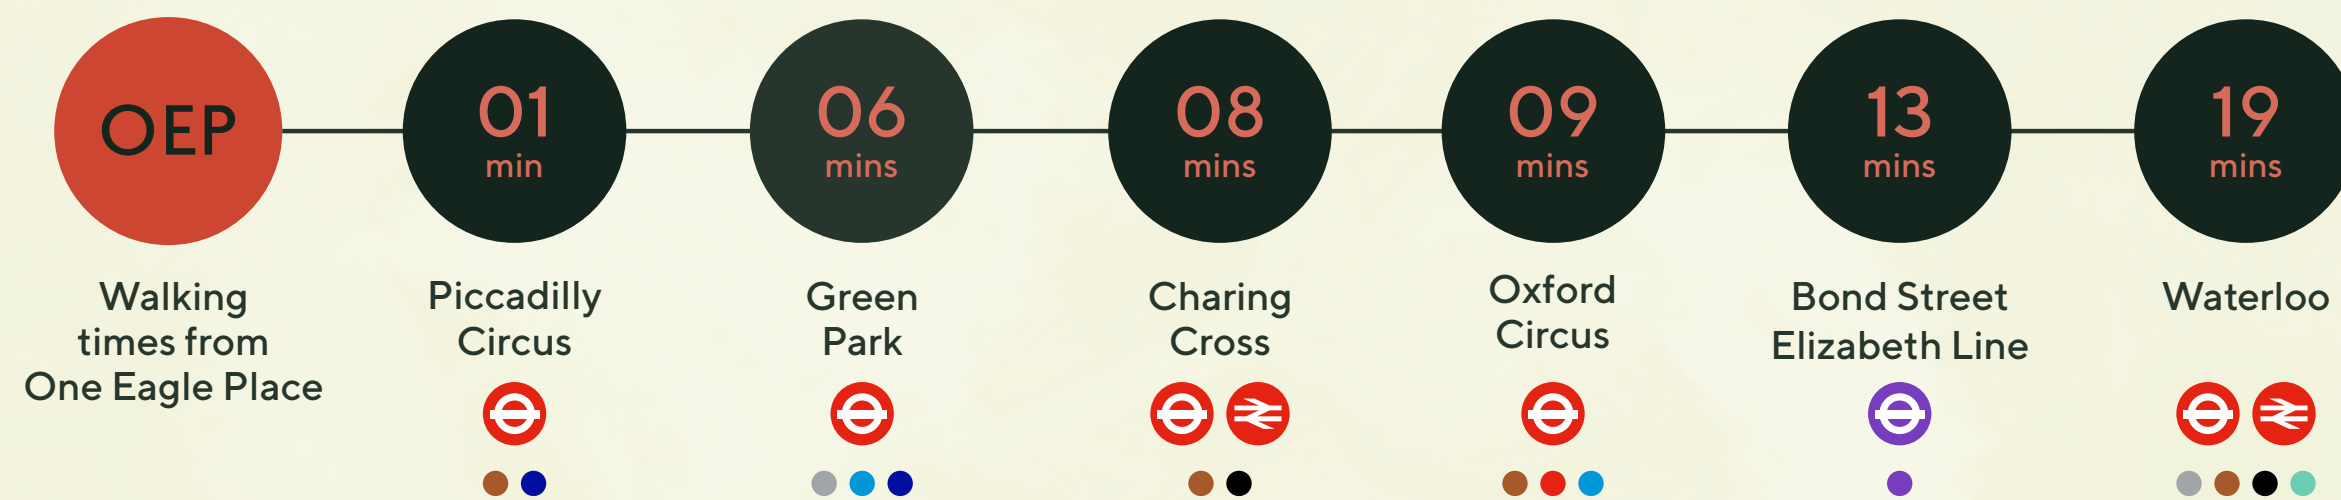 OEP
Walking
times from
One Eagle Place
01
min
Piccadilly
Circus
06
mins
Green
Park
08
mins
Charing
Cross
09
mins
Oxford
Circus
13
mins
Bond Street
Elizabeth Line
19
mins
Waterloo